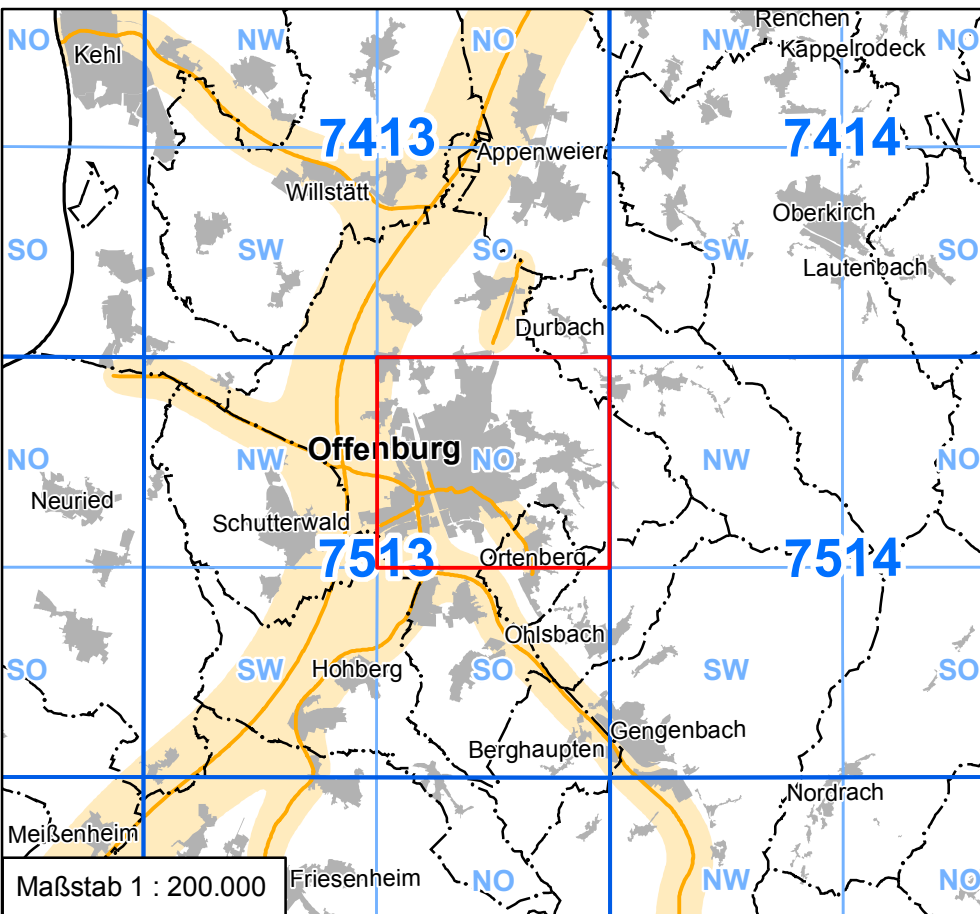 Renchen
NO
NW
NO
NW
NO
Kehl
Kappelrodeck
7413
7414
Appenweier
Willstätt
Oberkirch
SO
SW
SO
SW
SO
Lautenbach
Durbach
Offenburg
NO
NW
NO
NW
NO
Neuried
Schutterwald
7513
Ortenberg
7514
Ohlsbach
SO
SW
Hohberg
SO
SW
SO
Gengenbach
Berghaupten
Nordrach
Meißenheim
Maßstab 1 : 200.000
Friesenheim
NO
NW
NO